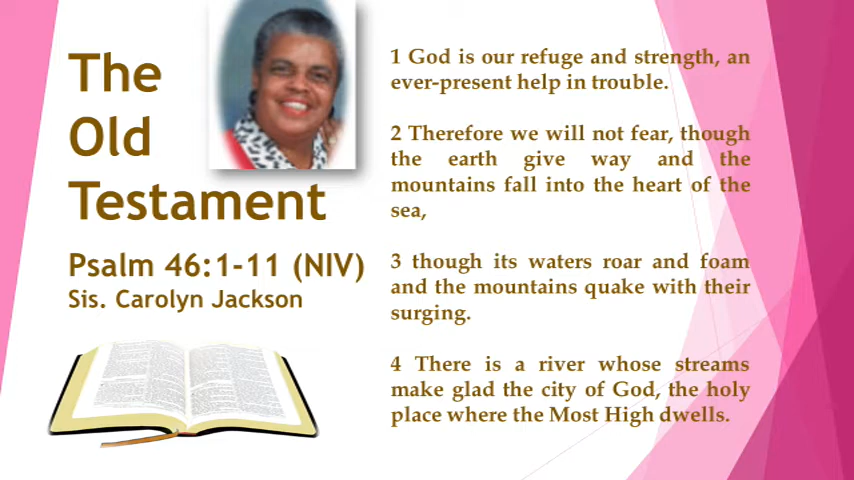 The
Old
Testament
Psalm 46:1-11 (NIV)
Sis. Carolyn Jackson
1 God is our refuge and strength, an
ever-present help in trouble.
2 Therefore we will not fear, though
the earth give way and the
mountains fall into the heart of the
sea,
3 though its waters roar and foam
and the mountains quake with their
surging.
4 There is a river whose streams
make glad the city of God, the holy
place where the Most High dwells.